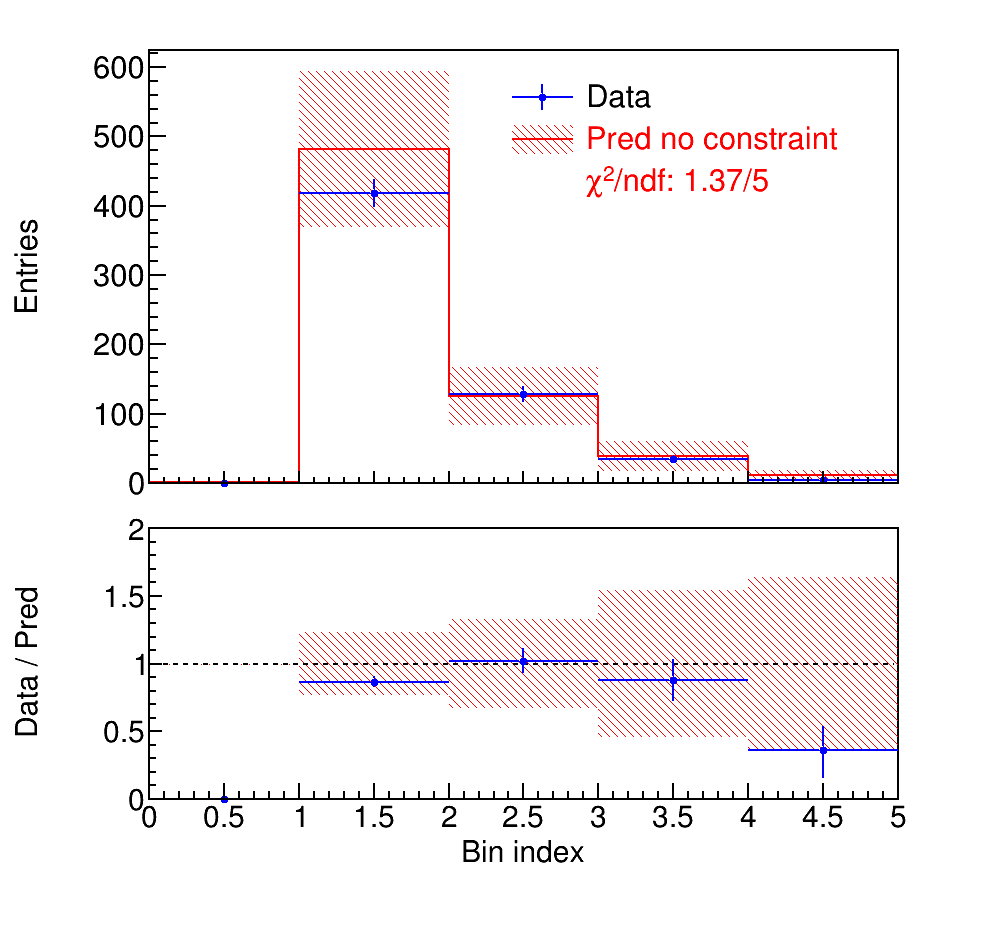 Entries
600
500
400
300
200
100
0
Data
Pred no constraint
χ²/ndf: 1.37/5
Data / Pred
2
1.5
1
0.5
0
0 0.5 1 1.5 2 2.5 3 3.5 4 4.5 5
Bin index